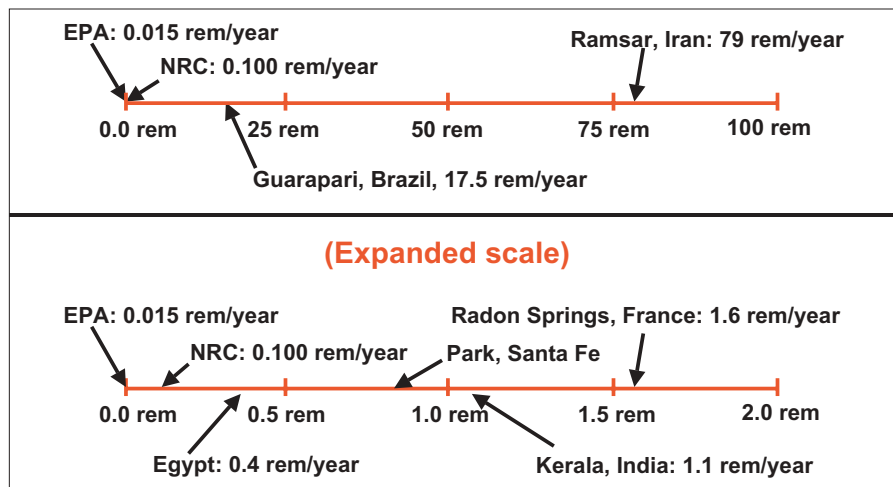 EPA: 0.015 rem/year
Ramsar, Iran: 79 rem/year
NRC: 0.100 rem/year
0.0 rem 25 rem 50 rem 75 rem 100 rem
Guarapari, Brazil, 17.5 rem/year
(Expanded scale)
EPA: 0.015 rem/year
Radon Springs, France: 1.6 rem/year
NRC: 0.100 rem/year
Park, Santa Fe
0.0 rem 0.5 rem 1.0 rem 1.5 rem 2.0 rem
Egypt: 0.4 rem/year
Kerala, India: 1.1 rem/year